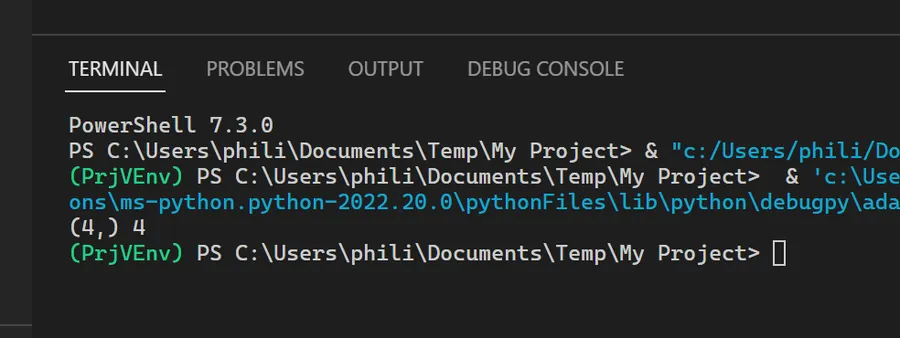 TERMINAL PROBLEMS OUTPUT DEBUG CONSOLE
PowerShell 7.3.0
PS C:\Users\phili\Documents\Temp\My Project> & "c:/Users/phili/Do
(PrjVEnv) PS C:\Users\phili\Documents\Temp\My Project>  & 'c:\Use
ons\ms-python.python-2022.20.0\pythonFiles\lib\python\debugpy\ada
(4,) 4
(PrjVEnv) PS C:\Users\phili\Documents\Temp\My Project>